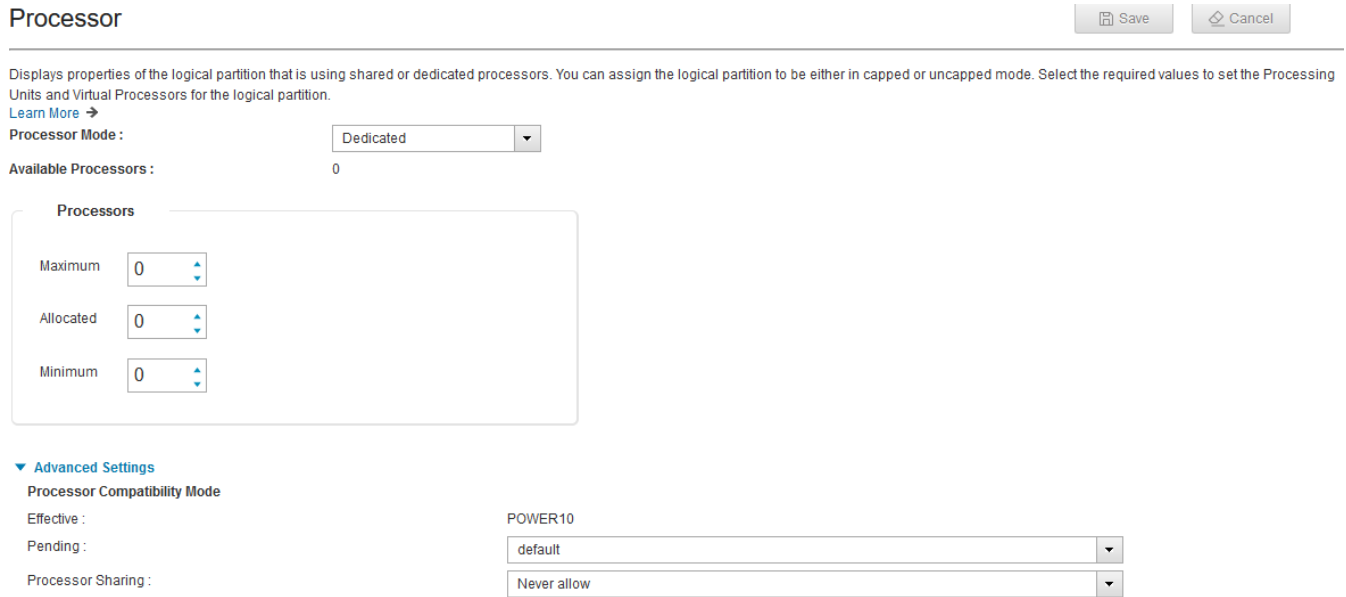 Processor
Save
Cancel
Displays properties of the logical partition that is using shared or dedicated processors. You can assign the logical partition to be either in capped or uncapped mode. Select the required values to set the Processing
Units and Virtual Processors for the logical partition.
Learn More →
Processor Mode :
Dedicated
Available Processors :
0
Processors
Maximum
0
Allocated
0
Minimum
0
Advanced Settings
Processor Compatibility Mode
Effective :
POWER10
Pending :
default
Processor Sharing :
Never allow